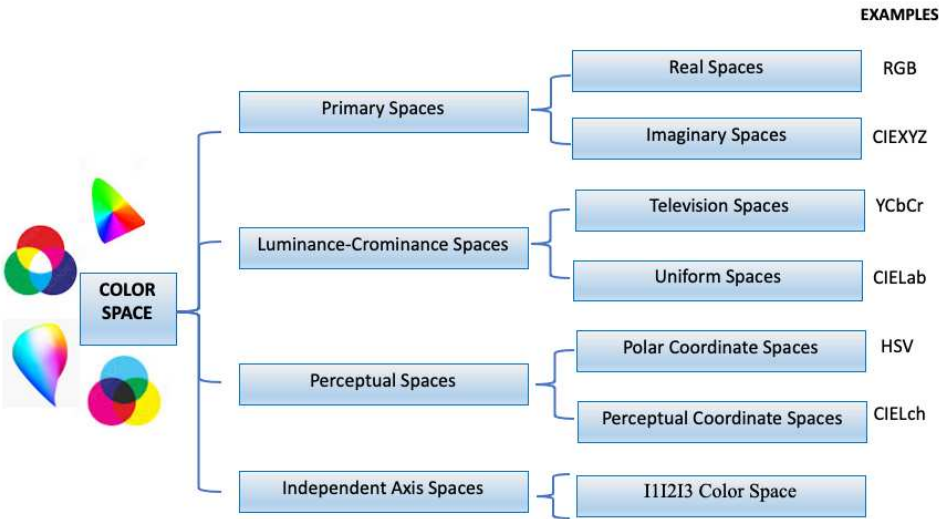 EXAMPLES
Real Spaces
RGB
Primary Spaces
Imaginary Spaces
CIEXYZ
Television Spaces
YCbCr
Luminance-Crominance Spaces
Uniform Spaces
CIELab
COLOR
SPACE
Polar Coordinate Spaces
HSV
Perceptual Spaces
Perceptual Coordinate Spaces
CIELch
Independent Axis Spaces
I1I2I3 Color Space